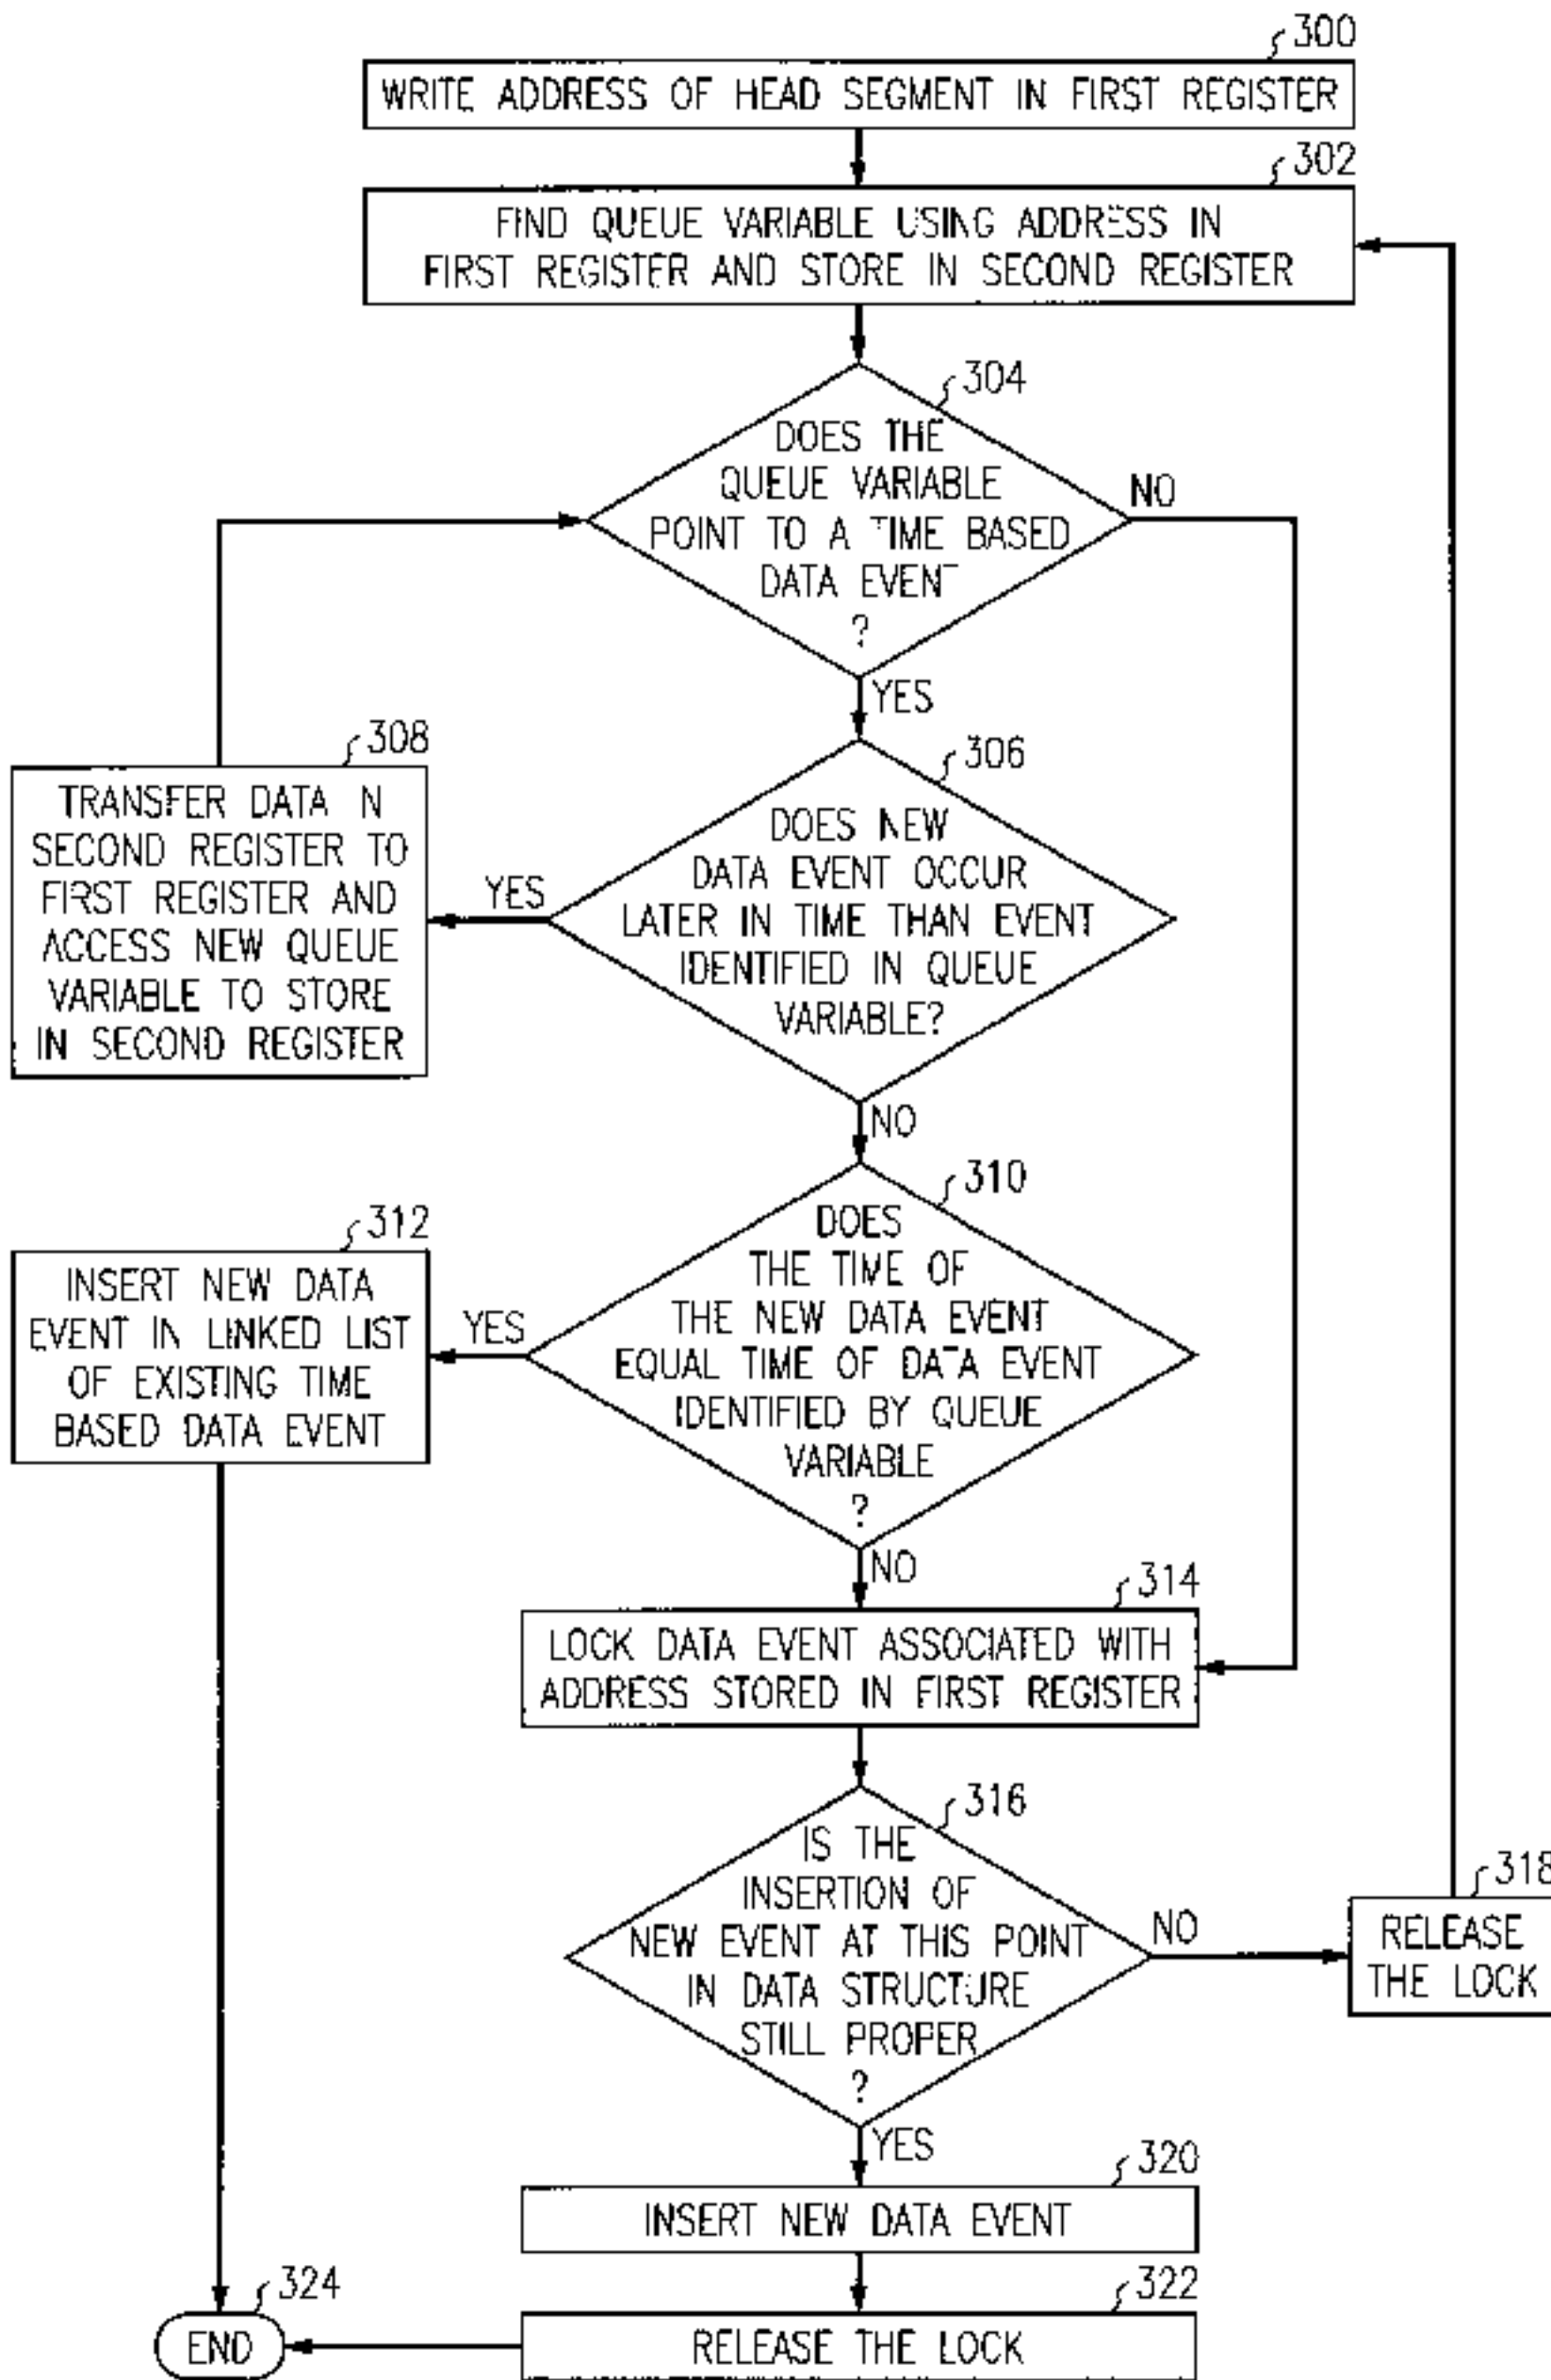 300
WRITE ADDRESS OF HEAD SEGMENT IN FIRST REGISTER
302
FIND QUEUE VARIABLE USING ADDRESS IN
FIRST REGISTER AND STORE IN SECOND REGISTER
304
DOES THE
QUEUE VARIABLE
POINT TO A TIME BASED
DATA EVENT
?
NO
YES
308
TRANSFER DATA N
SECOND REGISTER TO
FIRST REGISTER AND
ACCESS NEW QUEUE
VARIABLE TO STORE
IN SECOND REGISTER
306
DOES NEW
DATA EVENT OCCUR
LATER IN TIME THAN EVENT
IDENTIFIED IN QUEUE
VARIABLE?
YES
NO
310
DOES
THE TIME OF
THE NEW DATA EVENT
EQUAL TIME OF DATA EVENT
IDENTIFIED BY QUEUE
VARIABLE
?
YES
312
INSERT NEW DATA
EVENT IN LINKED LIST
OF EXISTING TIME
BASED DATA EVENT
NO
314
LOCK DATA EVENT ASSOCIATED WITH
ADDRESS STORED IN FIRST REGISTER
316
IS THE
INSERTION OF
NEW EVENT AT THIS POINT
IN DATA STRUCTURE
STILL PROPER
?
NO
318
RELEASE
THE LOCK
YES
320
INSERT NEW DATA EVENT
322
RELEASE THE LOCK
324
END